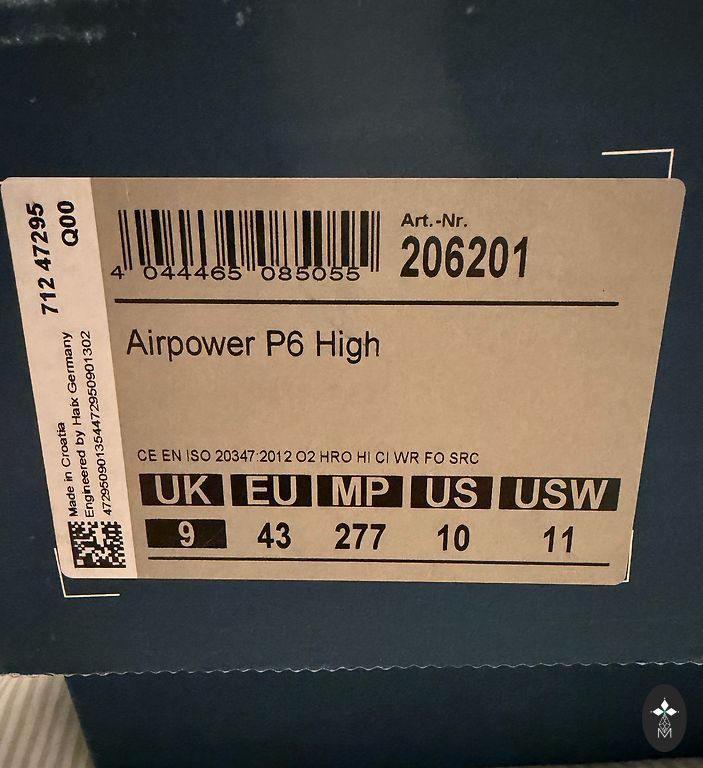 712 47295
Q00
Made in Croatia
Engineered by Haix Germany
4729509013544729509013​02
4 044465 085055
Art.-Nr.
206201
Airpower P6 High
CE EN ISO 20347:2012 O2 HRO HI CI WR FO SRC
UK EU MP US USW
9 43 277 10 11
M